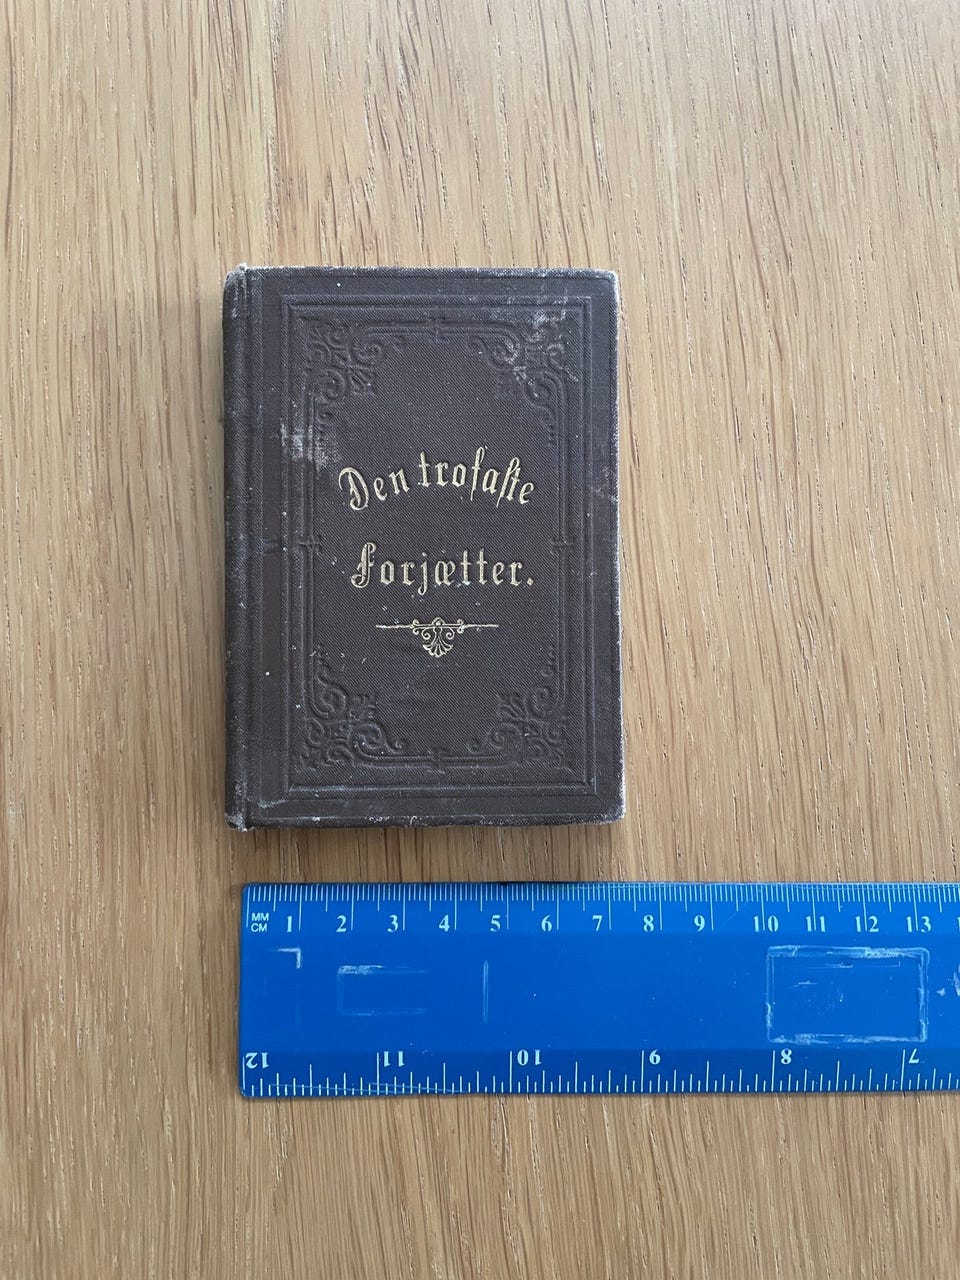 Den trofaste
Forjætter.
MM
CM 1 2 3 4 5 6 7 8 9 10 11 12 13
12 11 10 9 8 7